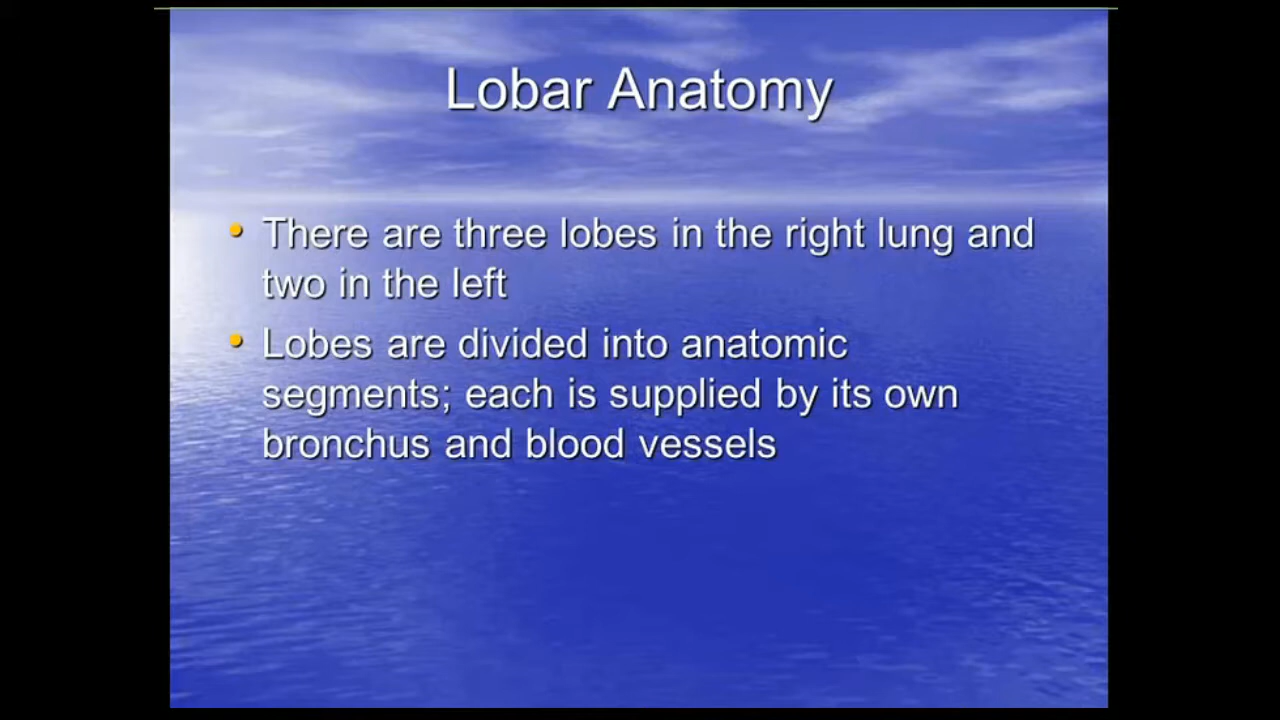 Lobar Anatomy
• There are three lobes in the right lung and
two in the left
• Lobes are divided into anatomic
segments; each is supplied by its own
bronchus and blood vessels